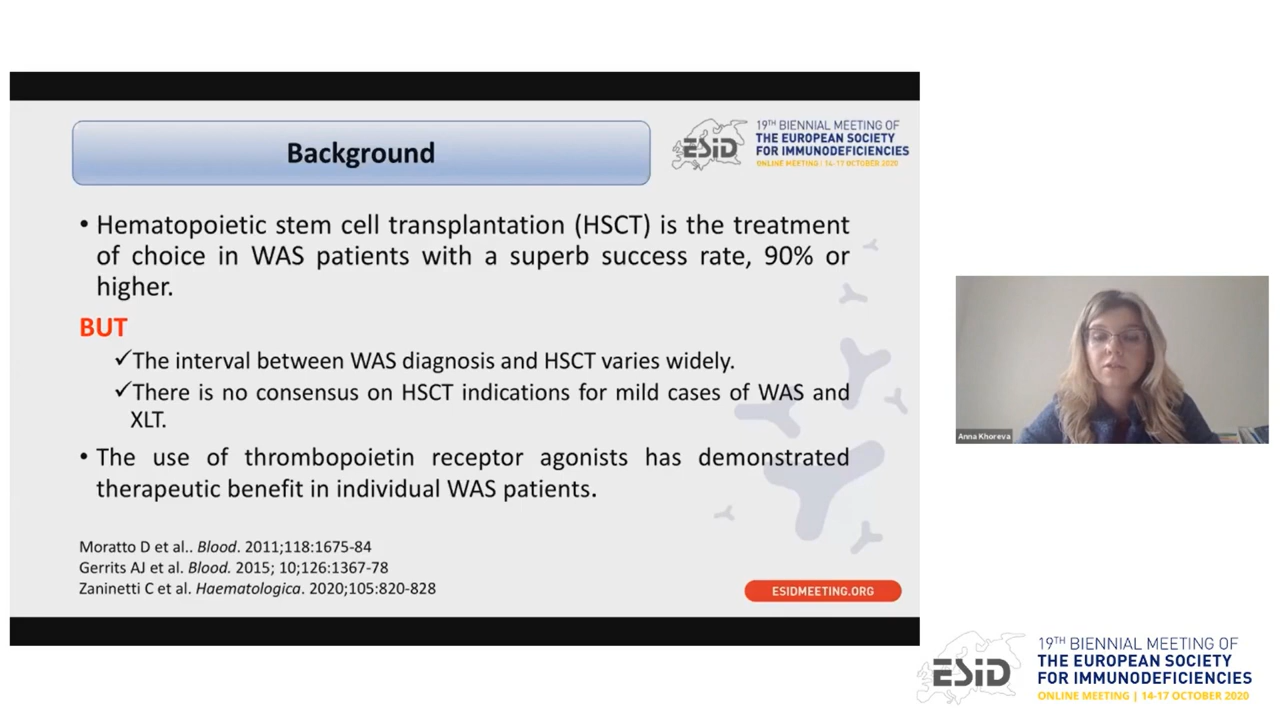 Background
ESiD
19TH BIENNIAL MEETING OF
THE EUROPEAN SOCIETY
FOR IMMUNODEFICIENCIES
ONLINE MEETING | 14-17 OCTOBER 2020
• Hematopoietic stem cell transplantation (HSCT) is the treatment
of choice in WAS patients with a superb success rate, 90% or
higher.
BUT
✓The interval between WAS diagnosis and HSCT varies widely.
✓There is no consensus on HSCT indications for mild cases of WAS and
XLT.
• The use of thrombopoietin receptor agonists has demonstrated
therapeutic benefit in individual WAS patients.
Moratto D et al.. Blood. 2011;118:1675-84
Gerrits AJ et al. Blood. 2015; 10;126:1367-78
Zaninetti C et al. Haematologica. 2020;105:820-828
ESIDMEETING.ORG
Anna Khoreva
ESiD
19TH BIENNIAL MEETING OF
THE EUROPEAN SOCIETY
FOR IMMUNODEFICIENCIES
ONLINE MEETING | 14-17 OCTOBER 2020